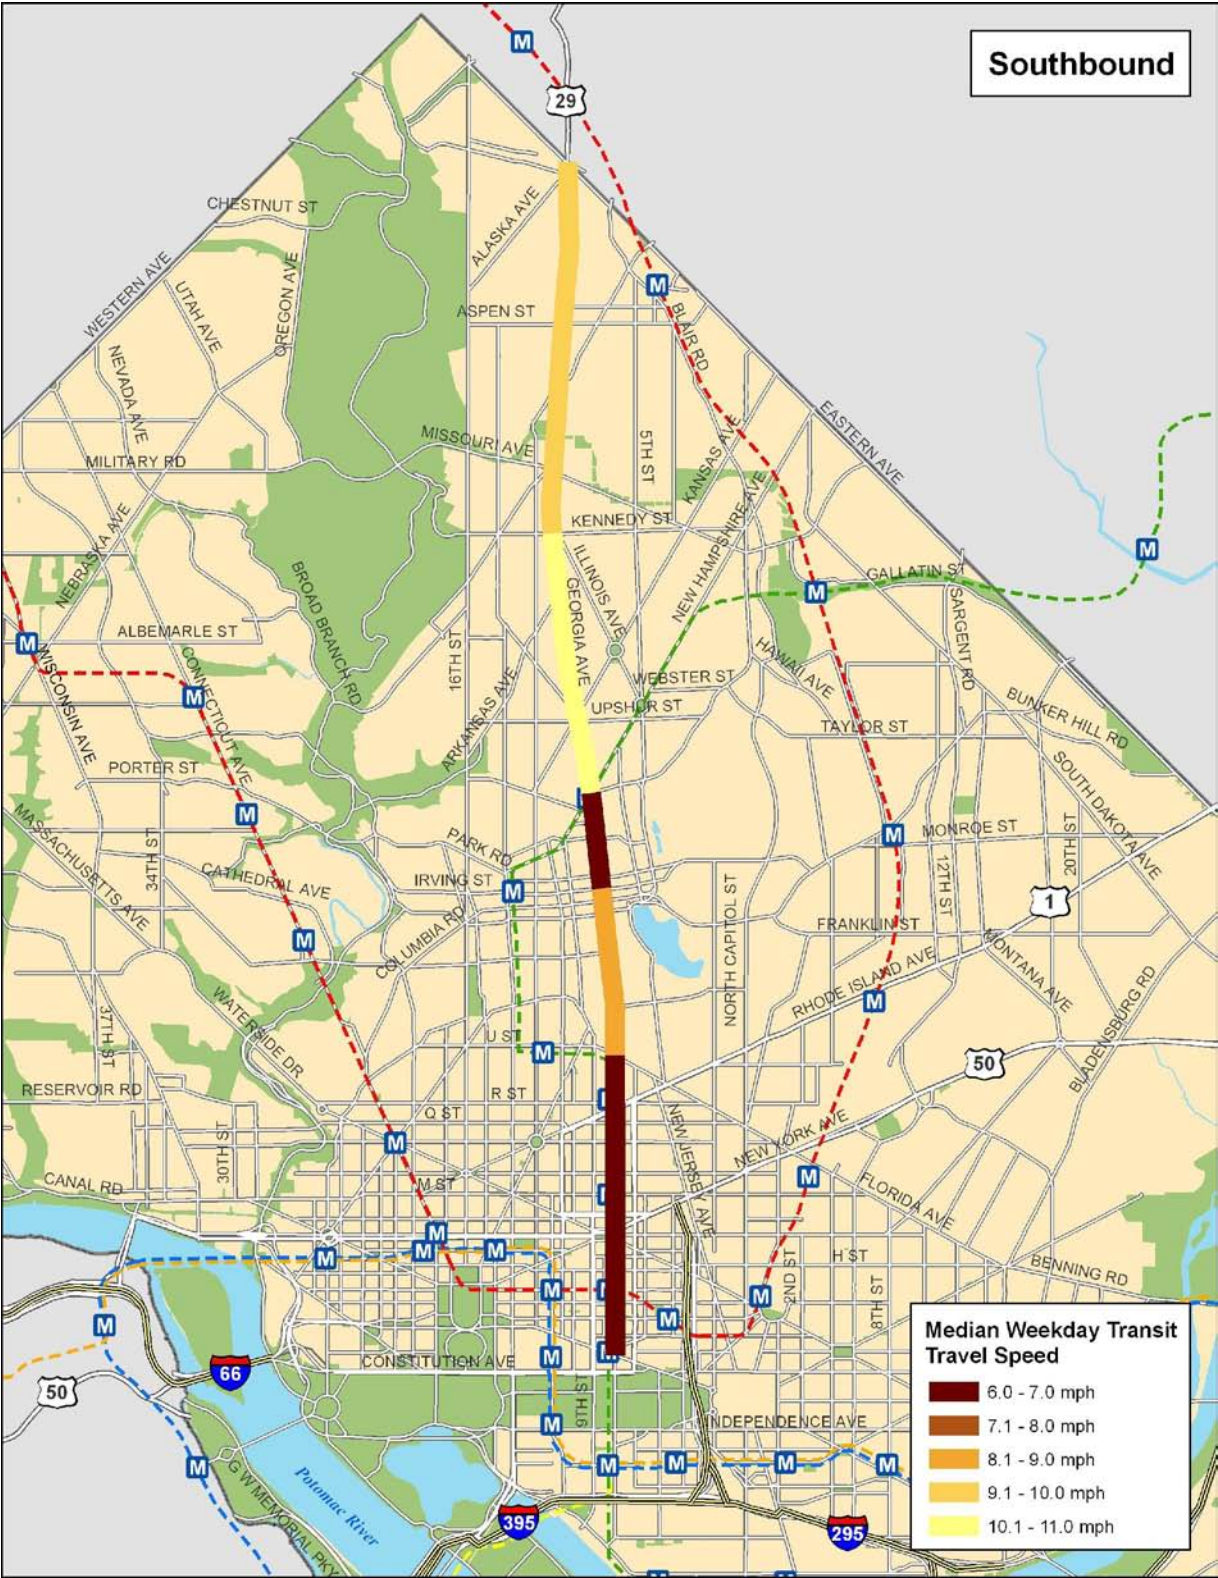 Southbound
M
29
CHESTNUT ST
ALASKA AVE
WESTERN AVE
UTAH AVE
OREGON AVE
M
ASPEN ST
BLAIR RD
NEVADA AVE
EASTERN AVE
MISSOURI AVE
5TH ST
KANSAS AVE
MILITARY RD
NEBRASKA AVE
KENNEDY ST
NEW HAMPSHIRE AVE
ILLINOIS AVE
M
GEORGIA AVE
GALLATIN ST
M
BROAD BRANCH RD
SARGENT RD
ALBEMARLE ST
M
16TH ST
HAWAII AVE
WISCONSIN AVE
CONNECTICUT AVE
M
WEBSTER ST
ARKANSAS AVE
UPSHUR ST
BUNKER HILL RD
TAYLOR ST
PORTER ST
SOUTH DAKOTA AVE
MASSACHUSETTS AVE
M
34TH ST
PARK RD
M
MONROE ST
20TH ST
CATHEDRAL AVE
IRVING ST
M
12TH ST
1
NORTH CAPITOL ST
COLUMBIA RD
FRANKLIN ST
M
MONTANA AVE
RHODE ISLAND AVE
M
BLADENSBURG RD
WATERSIDE DR
37TH ST
U ST
M
50
RESERVOIR RD
R ST
Q ST
NEW JERSEY AVE
NEW YORK AVE
M
30TH ST
CANAL RD
M ST
M
FLORIDA AVE
M
M
M
M
H ST
2ND ST
BENNING RD
8TH ST
M
M
M
M
M
M
CONSTITUTION AVE
66
50
9TH ST
M
INDEPENDENCE AVE
M
M
M
M
M
G W MEMORIAL PKY
Potomac River
395
295
Median Weekday Transit
Travel Speed
6.0 - 7.0 mph
7.1 - 8.0 mph
8.1 - 9.0 mph
9.1 - 10.0 mph
10.1 - 11.0 mph